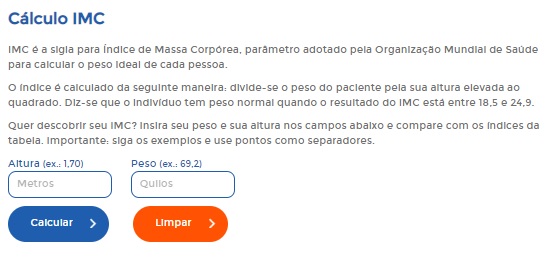 Cálculo IMC
IMC é a sigla para Índice de Massa Corpórea, parâmetro adotado pela Organização Mundial de Saúde
para calcular o peso ideal de cada pessoa.
O índice é calculado da seguinte maneira: divide-se o peso do paciente pela sua altura elevada ao
quadrado. Diz-se que o indivíduo tem peso normal quando o resultado do IMC está entre 18,5 e 24,9.
Quer descobrir seu IMC? Insira seu peso e sua altura nos campos abaixo e compare com os índices da
tabela. Importante: siga os exemplos e use pontos como separadores.
Altura (ex.: 1,70) Peso (ex.: 69,2)
Metros Quilos
Calcular Limpar